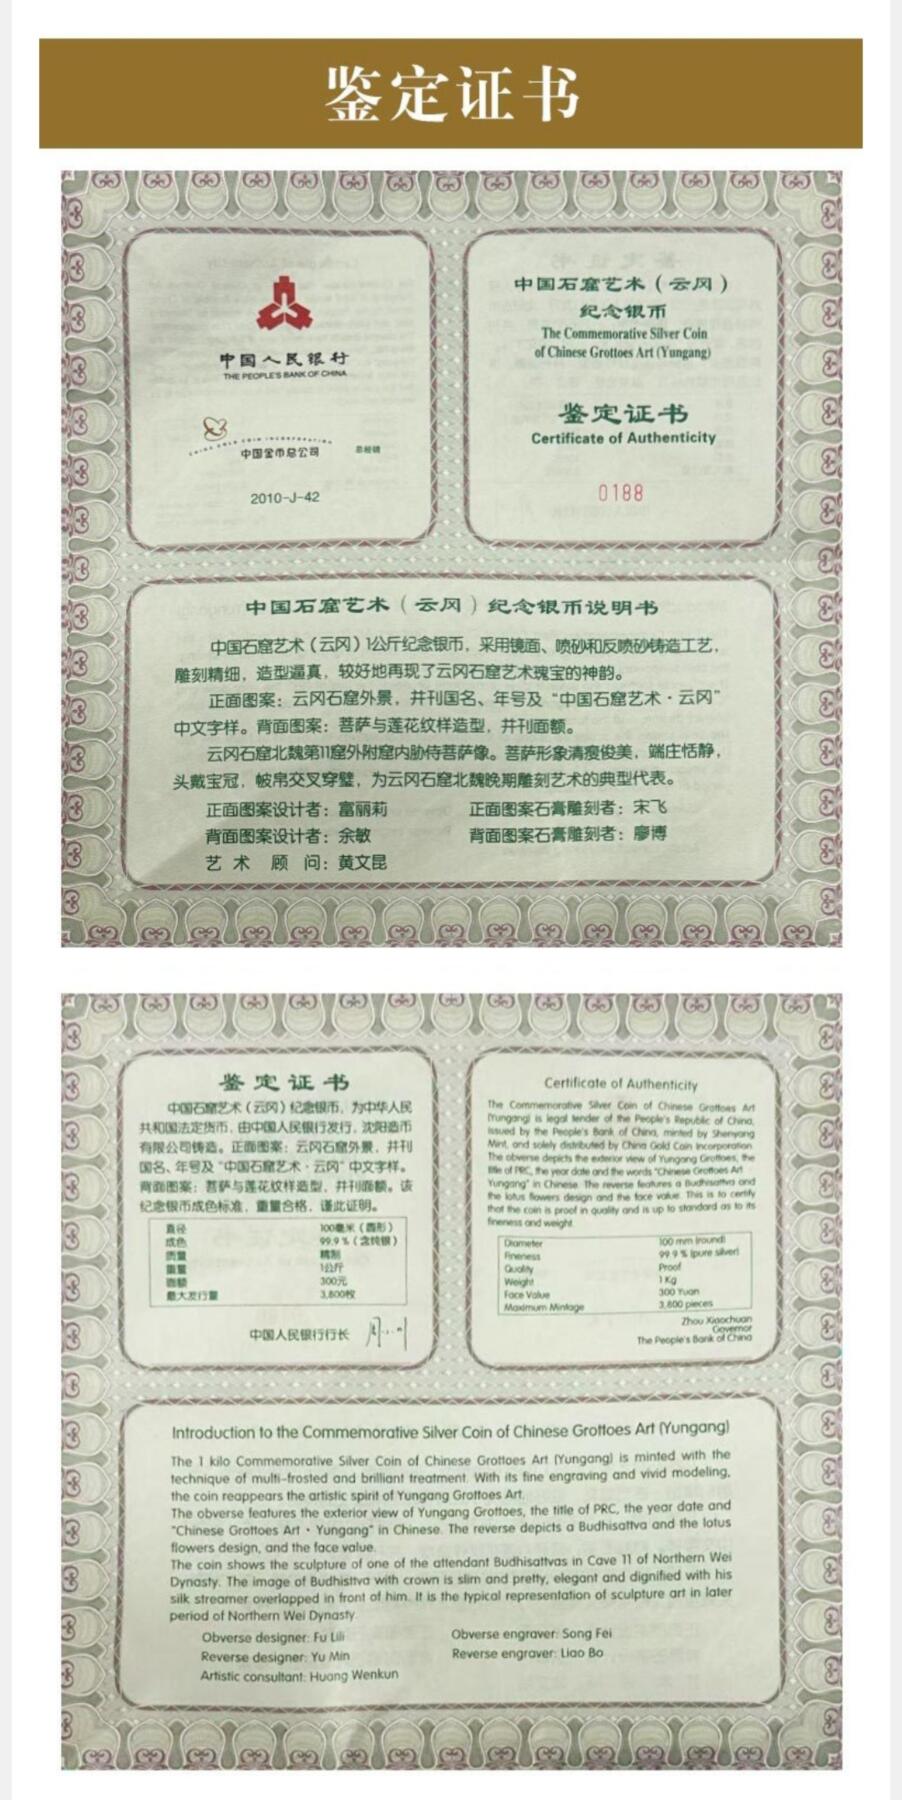 鉴定证书
中国人民银行
THE PEOPLE'S BANK OF CHINA
CHINA GOLD COIN INCORPORATION
中国金币总公司 总经销
2010-J-42
中国石窟艺术（云冈）
纪念银币
The Commemorative Silver Coin
of Chinese Grottoes Art (Yungang)
鉴定证书
Certificate of Authenticity
0188
中国石窟艺术（云冈）纪念银币说明书
中国石窟艺术（云冈）1公斤纪念银币，采用镜面、喷砂和反喷砂铸造工艺，
雕刻精细，造型逼真，较好地再现了云冈石窟艺术瑰宝的神韵。
正面图案：云冈石窟外景，并刊国名、年号及“中国石窟艺术·云冈”
中文字样。背面图案：菩萨与莲花纹样造型，并刊面额。
云冈石窟北魏第11窟外附窟内胁侍菩萨像。菩萨形象清瘦俊美，端庄恬静，
头戴宝冠，帔帛交叉穿璧，为云冈石窟北魏晚期雕刻艺术的典型代表。
正面图案设计者：富丽莉 正面图案石膏雕刻者：宋飞
背面图案设计者：余敏 背面图案石膏雕刻者：廖博
艺术顾问：黄文昆
鉴定证书
中国石窟艺术（云冈）纪念银币，为中华人民
共和国法定货币，由中国人民银行发行，沈阳造币
有限公司铸造。正面图案：云冈石窟外景，并刊
国名、年号及“中国石窟艺术·云冈”中文字样。
背面图案：菩萨与莲花纹样造型，并刊面额。该
纪念银币成色标准，重量合格，谨此证明。
直径 100毫米（圆形）
成色 99.9％（含纯银）
质量 精制
重量 1公斤
面额 300元
最大发行量 3,800枚
中国人民银行行长
Certificate of Authenticity
The Commemorative Silver Coin of Chinese Grottoes Art
(Yungang) is legal tender of the People's Republic of China,
issued by the People's Bank of China, minted by Shenyang
Mint, and solely distributed by China Gold Coin Incorporation.
The obverse depicts the exterior view of Yungang Grottoes, the
title of PRC, the year date and the words "Chinese Grottoes Art
Yungang" in Chinese. The reverse features a Budhisattva and
the lotus flowers design and the face value. This is to certify
that the coin is proof in quality and is up to standard as to its
fineness and weight.
Diameter 100 mm (round)
Fineness 99.9 % (pure silver)
Quality Proof
Weight 1 Kg
Face Value 300 Yuan
Maximum Mintage 3,800 pieces
Zhou Xiaochuan
Governor
The People's Bank of China
Introduction to the Commemorative Silver Coin of Chinese Grottoes Art (Yungang)
The 1 kilo Commemorative Silver Coin of Chinese Grottoes Art (Yungang) is minted with the
technique of multi-frosted and brilliant treatment. With its fine engraving and vivid modeling,
the coin reappears the artistic spirit of Yungang Grottoes Art.
The obverse features the exterior view of Yungang Grottoes, the title of PRC, the year date and
"Chinese Grottoes Art · Yungang" in Chinese. The reverse depicts a Budhisattva and the lotus
flowers design, and the face value.
The coin shows the sculpture of one of the attendant Budhisattvas in Cave 11 of Northern Wei
Dynasty. The image of Budhisttva with crown is slim and pretty, elegant and dignified with his
silk streamer overlapped in front of him. It is the typical representation of sculpture art in later
period of Northern Wei Dynasty.
Obverse designer: Fu Lili Obverse engraver: Song Fei
Reverse designer: Yu Min Reverse engraver: Liao Bo
Artistic consultant: Huang Wenkun